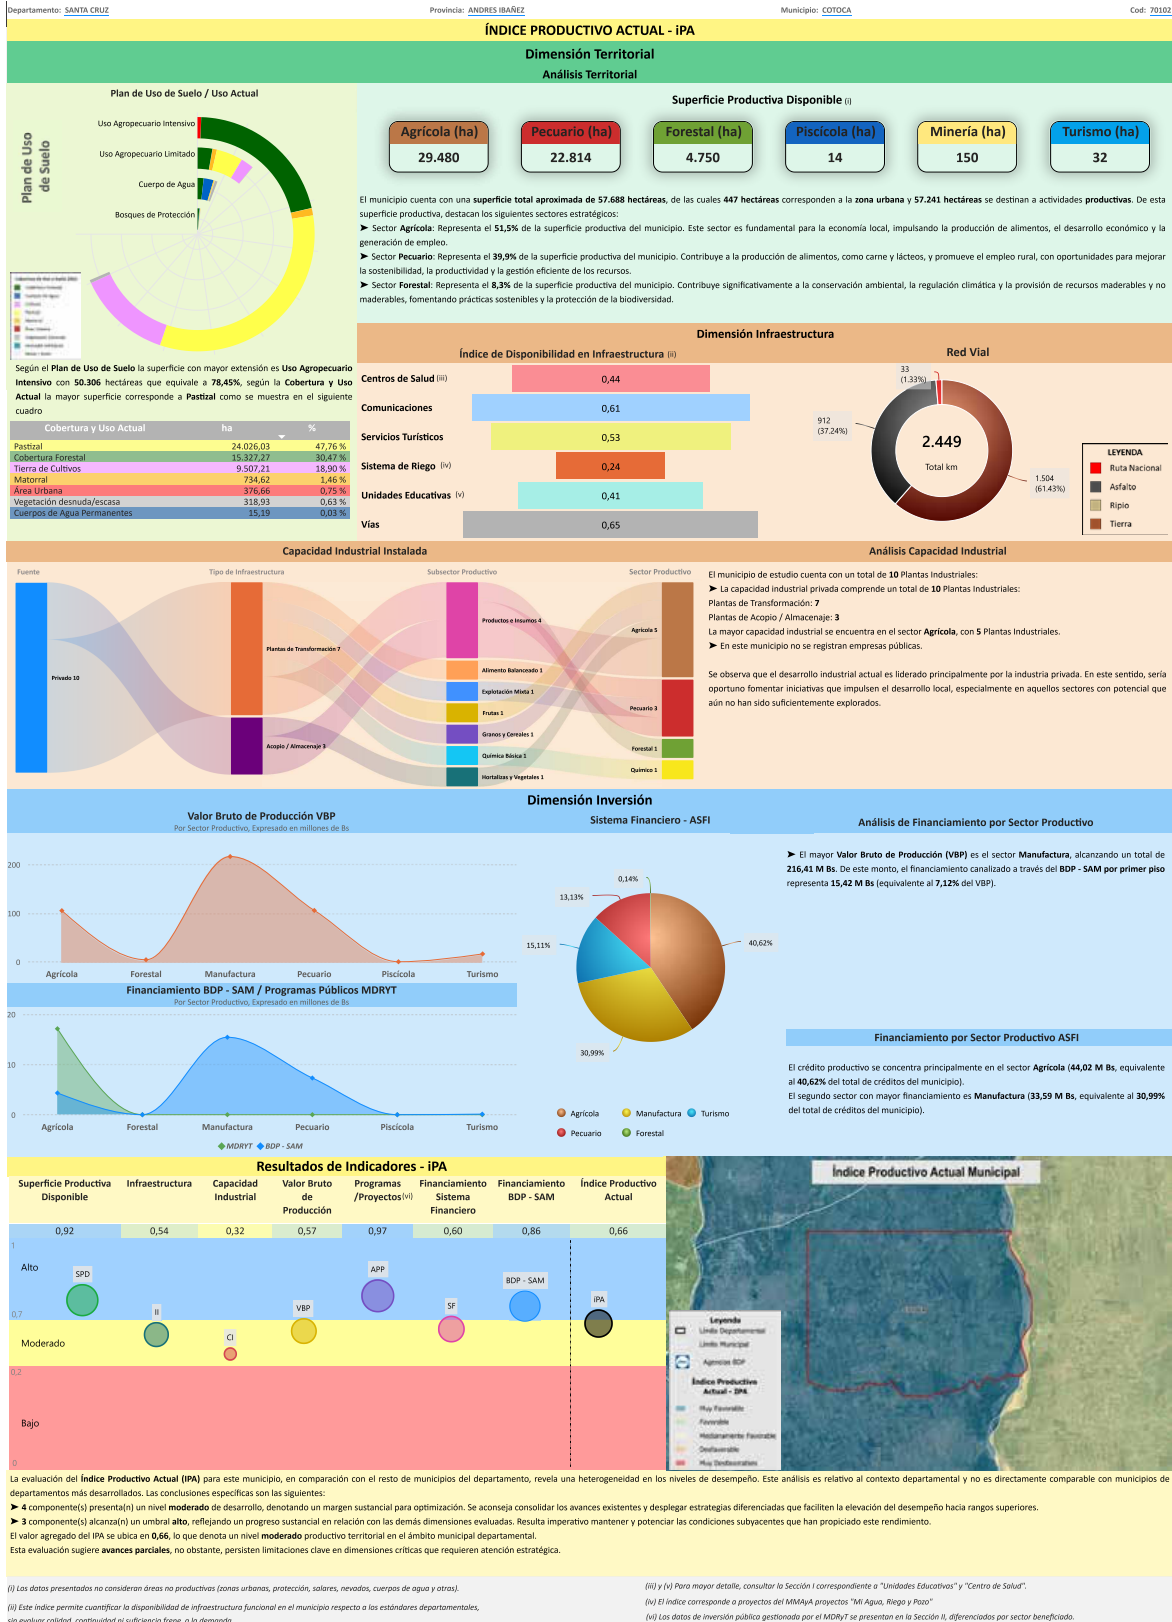 Departamento: SANTA CRUZ
Provincia: ANDRES IBAÑEZ
Municipio: COTOCA
Cod: 70102
ÍNDICE PRODUCTIVO ACTUAL - iPA
Dimensión Territorial
Análisis Territorial
Plan de Uso de Suelo / Uso Actual
Plan de Uso
de Suelo
Uso Agropecuario Intensivo
Uso Agropecuario Limitado
Cuerpo de Agua
Bosques de Protección
Según el Plan de Uso de Suelo la superficie con mayor extensión es Uso Agropecuario
Intensivo con 50.306 hectáreas que equivale a 78,45%, según la Cobertura y Uso
Actual la mayor superficie corresponde a Pastizal como se muestra en el siguiente
cuadro
Cobertura y Uso Actual ha %
Pastizal 24.026,03 47,76 %
Cobertura Forestal 15.327,27 30,47 %
Tierra de Cultivos 9.507,21 18,90 %
Matorral 734,62 1,46 %
Área Urbana 376,66 0,75 %
Vegetación desnuda/escasa 318,93 0,63 %
Cuerpos de Agua Permanentes 15,19 0,03 %
Superficie Productiva Disponible (i)
Agrícola (ha) Pecuario (ha) Forestal (ha) Piscícola (ha) Minería (ha) Turismo (ha)
29.480 22.814 4.750 14 150 32
El municipio cuenta con una superficie total aproximada de 57.688 hectáreas, de las cuales 447 hectáreas corresponden a la zona urbana y 57.241 hectáreas se destinan a actividades productivas. De esta
superficie productiva, destacan los siguientes sectores estratégicos:
➤ Sector Agrícola: Representa el 51,5% de la superficie productiva del municipio. Este sector es fundamental para la economía local, impulsando la producción de alimentos, el desarrollo económico y la
generación de empleo.
➤ Sector Pecuario: Representa el 39,9% de la superficie productiva del municipio. Contribuye a la producción de alimentos, como carne y lácteos, y promueve el empleo rural, con oportunidades para mejorar
la sostenibilidad, la productividad y la gestión eficiente de los recursos.
➤ Sector Forestal: Representa el 8,3% de la superficie productiva del municipio. Contribuye significativamente a la conservación ambiental, la regulación climática y la provisión de recursos maderables y no
maderables, fomentando prácticas sostenibles y la protección de la biodiversidad.
Dimensión Infraestructura
Índice de Disponibilidad en Infraestructura (ii)
Centros de Salud (iii) 0,44
Comunicaciones 0,61
Servicios Turísticos 0,53
Sistema de Riego (iv) 0,24
Unidades Educativas (v) 0,41
Vías 0,65
Red Vial
33
(1.33%)
912
(37.24%)
2.449
Total km
1.504
(61.43%)
LEYENDA
Ruta Nacional
Asfalto
Ripio
Tierra
Capacidad Industrial Instalada
Fuente Tipo de Infraestructura Subsector Productivo Sector Productivo
Privado 10
Plantas de Transformación 7
Acopio / Almacenaje 3
Productos e Insumos 4
Alimento Balanceado 1
Explotación Mixta 1
Frutas 1
Granos y Cereales 1
Química Básica 1
Hortalizas y Vegetales 1
Agrícola 5
Pecuario 3
Forestal 1
Químico 1
Análisis Capacidad Industrial
El municipio de estudio cuenta con un total de 10 Plantas Industriales:
➤ La capacidad industrial privada comprende un total de 10 Plantas Industriales:
Plantas de Transformación: 7
Plantas de Acopio / Almacenaje: 3
La mayor capacidad industrial se encuentra en el sector Agrícola, con 5 Plantas Industriales.
➤ En este municipio no se registran empresas públicas.
Se observa que el desarrollo industrial actual es liderado principalmente por la industria privada. En este sentido, sería
oportuno fomentar iniciativas que impulsen el desarrollo local, especialmente en aquellos sectores con potencial que
aún no han sido suficientemente explorados.
Dimensión Inversión
Valor Bruto de Producción VBP
Por Sector Productivo, Expresado en millones de Bs
200
100
0
Agrícola Forestal Manufactura Pecuario Piscícola Turismo
Financiamiento BDP - SAM / Programas Públicos MDRYT
Por Sector Productivo, Expresado en millones de Bs
20
10
0
Agrícola Forestal Manufactura Pecuario Piscícola Turismo
MDRYT BDP - SAM
Sistema Financiero - ASFI
0,14%
13,13%
15,11%
40,62%
30,99%
Agrícola Manufactura Turismo
Pecuario Forestal
Análisis de Financiamiento por Sector Productivo
➤ El mayor Valor Bruto de Producción (VBP) es el sector Manufactura, alcanzando un total de
216,41 M Bs. De este monto, el financiamiento canalizado a través del BDP - SAM por primer piso
representa 15,42 M Bs (equivalente al 7,12% del VBP).
Financiamiento por Sector Productivo ASFI
El crédito productivo se concentra principalmente en el sector Agrícola (44,02 M Bs, equivalente
al 40,62% del total de créditos del municipio).
El segundo sector con mayor financiamiento es Manufactura (33,59 M Bs, equivalente al 30,99%
del total de créditos del municipio).
Resultados de Indicadores - iPA
Superficie Productiva
Disponible
Infraestructura
Capacidad
Industrial
Valor Bruto
de
Producción
Programas
/Proyectos (vi)
Financiamiento
Sistema
Financiero
Financiamiento
BDP - SAM
Índice Productivo
Actual
0,92 0,54 0,32 0,57 0,97 0,60 0,86 0,66
1
Alto
0,7
Moderado
0,2
Bajo
0
SPD
II
CI
VBP
APP
SF
BDP - SAM
iPA
Índice Productivo Actual Municipal
Leyenda
Límite Departamental
Límite Municipal
Agencias BDP
Índice Productivo
Actual - IPA
Muy Favorable
Favorable
Medianamente Favorable
Desfavorable
Muy Desfavorable
La evaluación del Índice Productivo Actual (IPA) para este municipio, en comparación con el resto de municipios del departamento, revela una heterogeneidad en los niveles de desempeño. Este análisis es relativo al contexto departamental y no es directamente comparable con municipios de
departamentos más desarrollados. Las conclusiones específicas son las siguientes:
➤ 4 componente(s) presenta(n) un nivel moderado de desarrollo, denotando un margen sustancial para optimización. Se aconseja consolidar los avances existentes y desplegar estrategias diferenciadas que faciliten la elevación del desempeño hacia rangos superiores.
➤ 3 componente(s) alcanza(n) un umbral alto, reflejando un progreso sustancial en relación con las demás dimensiones evaluadas. Resulta imperativo mantener y potenciar las condiciones subyacentes que han propiciado este rendimiento.
El valor agregado del IPA se ubica en 0,66, lo que denota un nivel moderado productivo territorial en el ámbito municipal departamental.
Esta evaluación sugiere avances parciales, no obstante, persisten limitaciones clave en dimensiones críticas que requieren atención estratégica.
(i) Los datos presentados no consideran áreas no productivas (zonas urbanas, protección, salares, nevados, cuerpos de agua y otras).
(ii) Este índice permite cuantificar la disponibilidad de infraestructura funcional en el municipio respecto a los estándares departamentales,
sin evaluar calidad, continuidad ni suficiencia frene a la demanda
(iii) y (v) Para mayor detalle, consultar la Sección I correspondiente a "Unidades Educativas" y "Centro de Salud".
(iv) El índice corresponde a proyectos del MMAyA proyectos "Mi Agua, Riego y Pozo"
(vi) Los datos de inversión pública gestionada por el MDRyT se presentan en la Sección II, diferenciados por sector beneficiado.